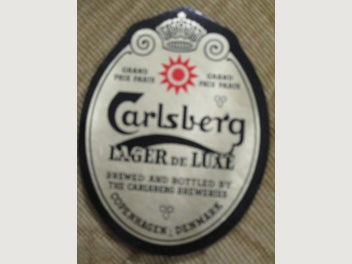 GRAND
PRIX PARIS
GRAND
PRIX PARIS
Carlsberg
LAGER DE LUXE
BREWED AND BOTTLED BY
THE CARLSBERG BREWERIES
COPENHAGEN, DENMARK